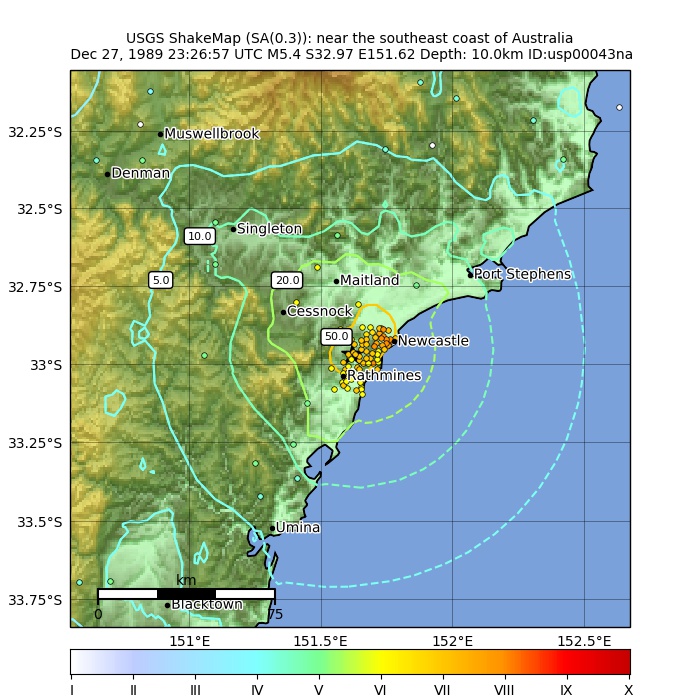 USGS ShakeMap (SA(0.3)): near the southeast coast of Australia
Dec 27, 1989 23:26:57 UTC M5.4 S32.97 E151.62 Depth: 10.0km ID:usp00043na
32.25°S
Muswellbrook
Denman
32.5°S
Singleton
10.0
5.0
20.0
Maitland
Port Stephens
32.75°S
Cessnock
50.0
Newcastle
33°S
Rathmines
33.25°S
33.5°S
Umina
km
33.75°S
Blacktown
0
75
151°E
151.5°E
152°E
152.5°E
I II III IV V VI VII VIII IX X